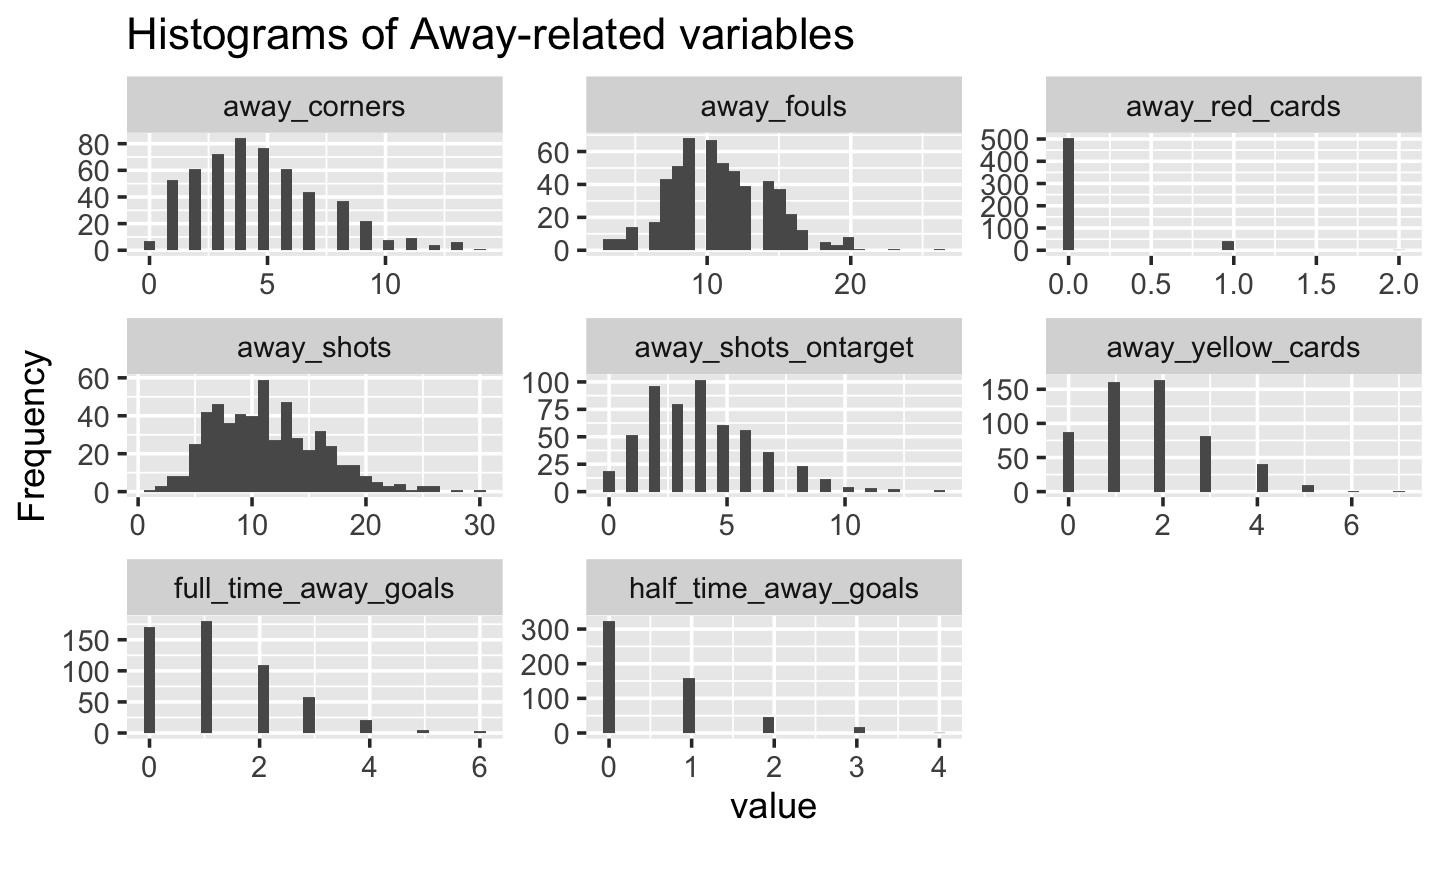 Histograms of Away-related variables
away_corners
80
60
40
20
0
0 5 10
away_fouls
60
40
20
0
10 20
away_red_cards
500
400
300
200
100
0
0.0 0.5 1.0 1.5 2.0
Frequency
away_shots
60
40
20
0
0 10 20 30
away_shots_ontarget
100
75
50
25
0
0 5 10
away_yellow_cards
150
100
50
0
0 2 4 6
full_time_away_goals
150
100
50
0
0 2 4 6
half_time_away_goals
300
200
100
0
0 1 2 3 4
value